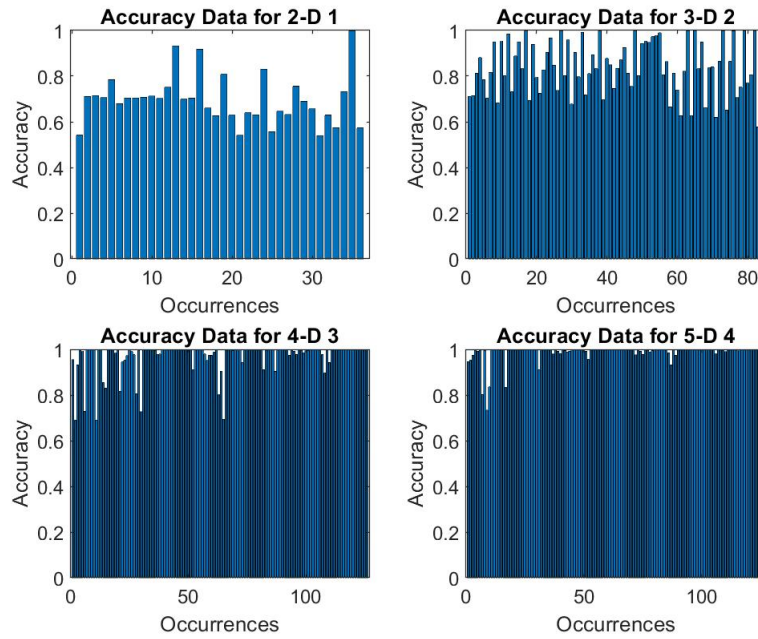 Accuracy Data for 2-D 1
Accuracy
1
0.8
0.6
0.4
0.2
0
0 10 20 30
Occurrences
Accuracy Data for 3-D 2
Accuracy
1
0.8
0.6
0.4
0.2
0
0 20 40 60 80
Occurrences
Accuracy Data for 4-D 3
Accuracy
1
0.8
0.6
0.4
0.2
0
0 50 100
Occurrences
Accuracy Data for 5-D 4
Accuracy
1
0.8
0.6
0.4
0.2
0
0 50 100
Occurrences